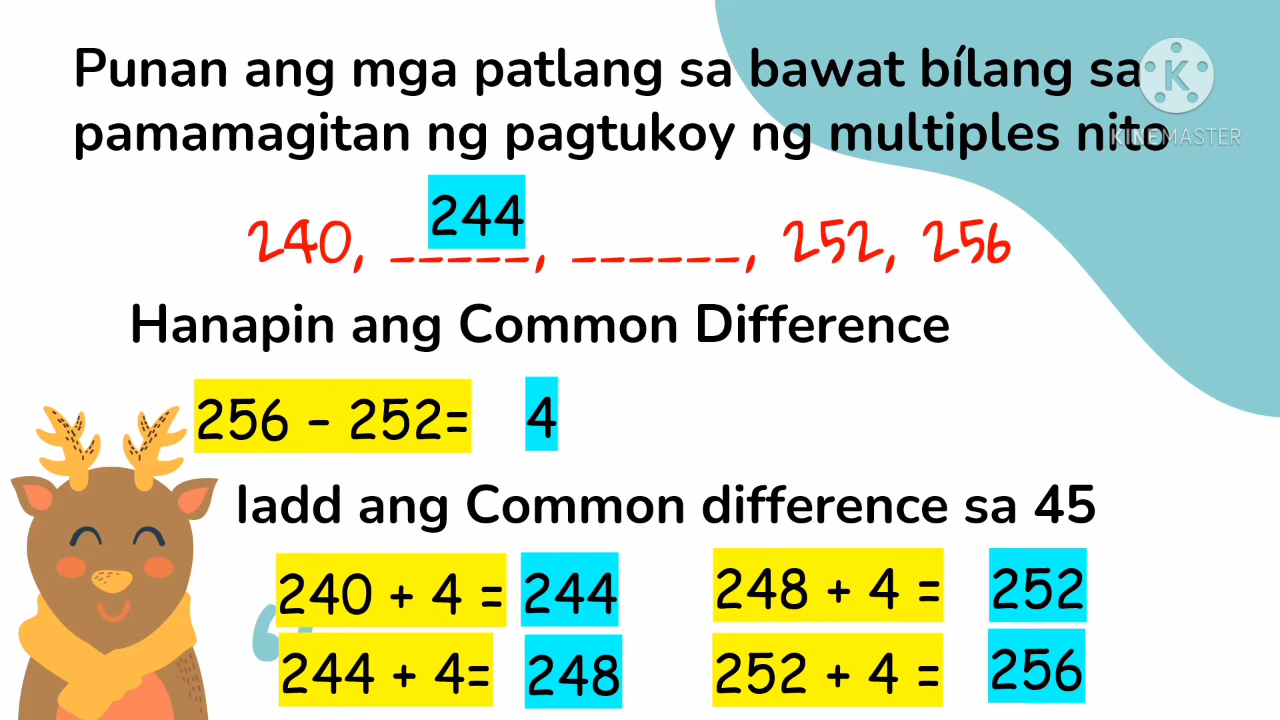 Punan ang mga patlang sa bawat bílang sa
pamamagitan ng pagtukoy ng multiples nito
K
KINEMASTER
244
240, _____, ______, 252, 256
Hanapin ang Common Difference
256 - 252= 4
Iadd ang Common difference sa 45
240 + 4 = 244 248 + 4 = 252
244 + 4= 248 252 + 4 = 256